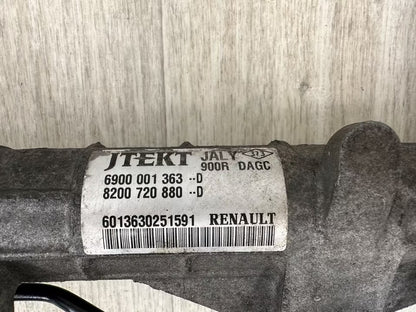 JTEKT JALY
900R DAGC
6900 001 363 --D
8200 720 880 --D
6013630251591 RENAULT